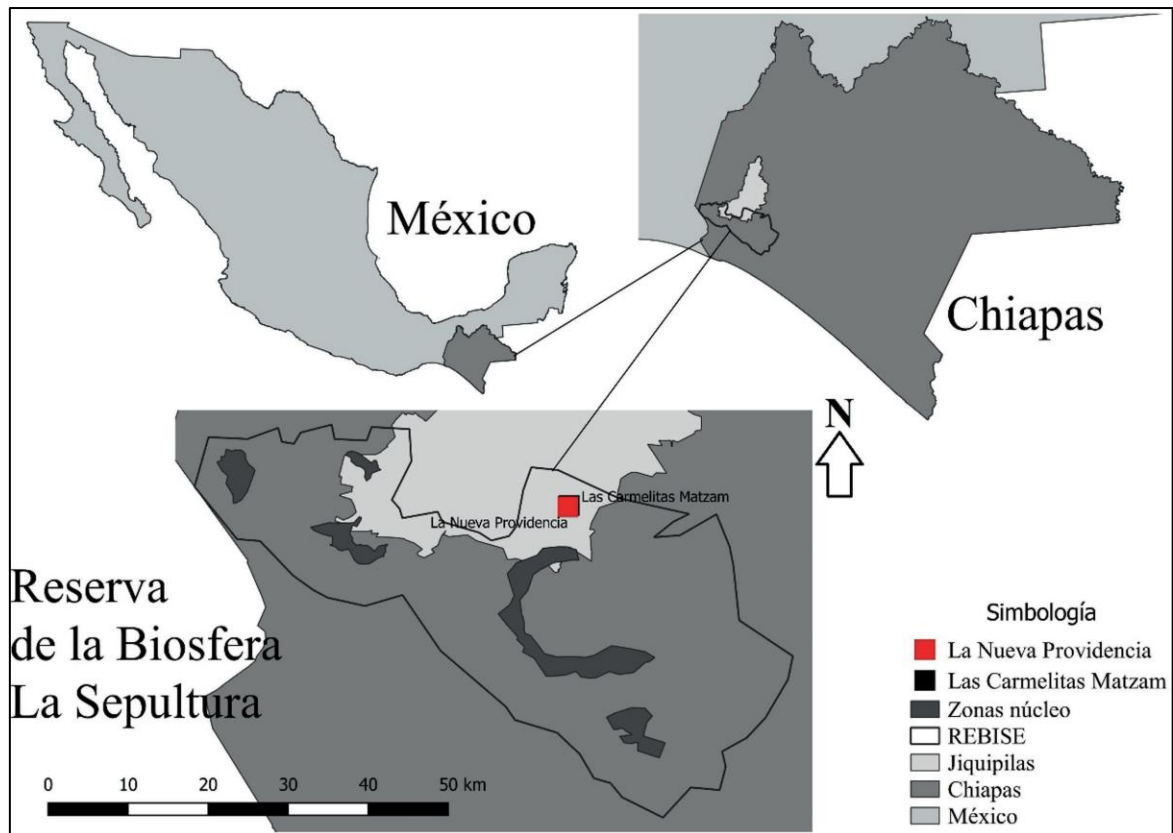 México
Chiapas
N
Las Carmelitas Matzam
La Nueva Providencia
Reserva
de la Biosfera
La Sepultura
0 10 20 30 40 50 km
Simbología
La Nueva Providencia
Las Carmelitas Matzam
Zonas núcleo
REBISE
Jiquipilas
Chiapas
México